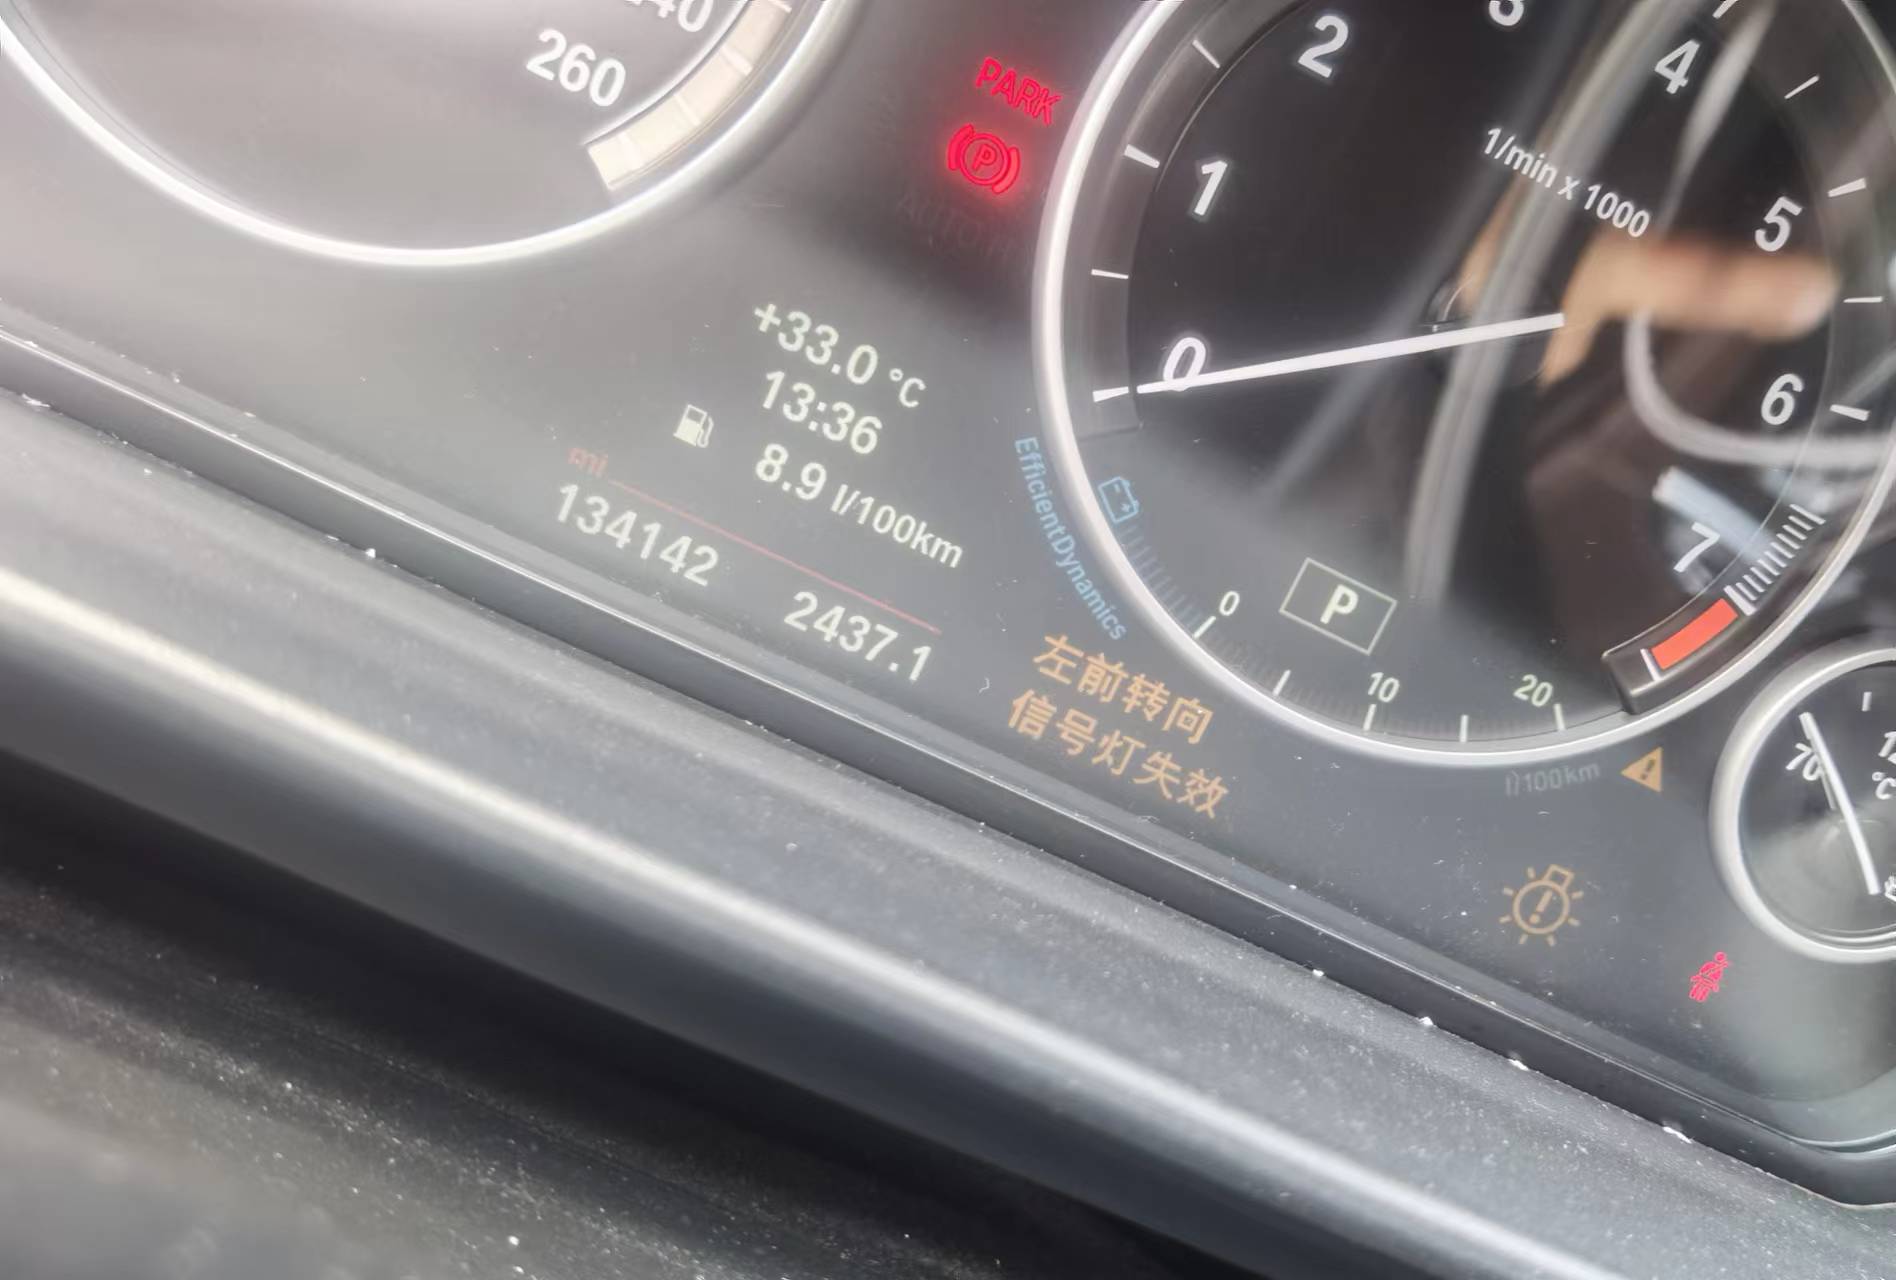 260
PARK
P
2
3
4
1
1/min x 1000
5
0
6
7
+33.0 °C
13:36
8.9 l/100km
mi
134142 2437.1
EfficientDynamics
P
0
10
20
左前转向
信号灯失效
l/100km
70
°C